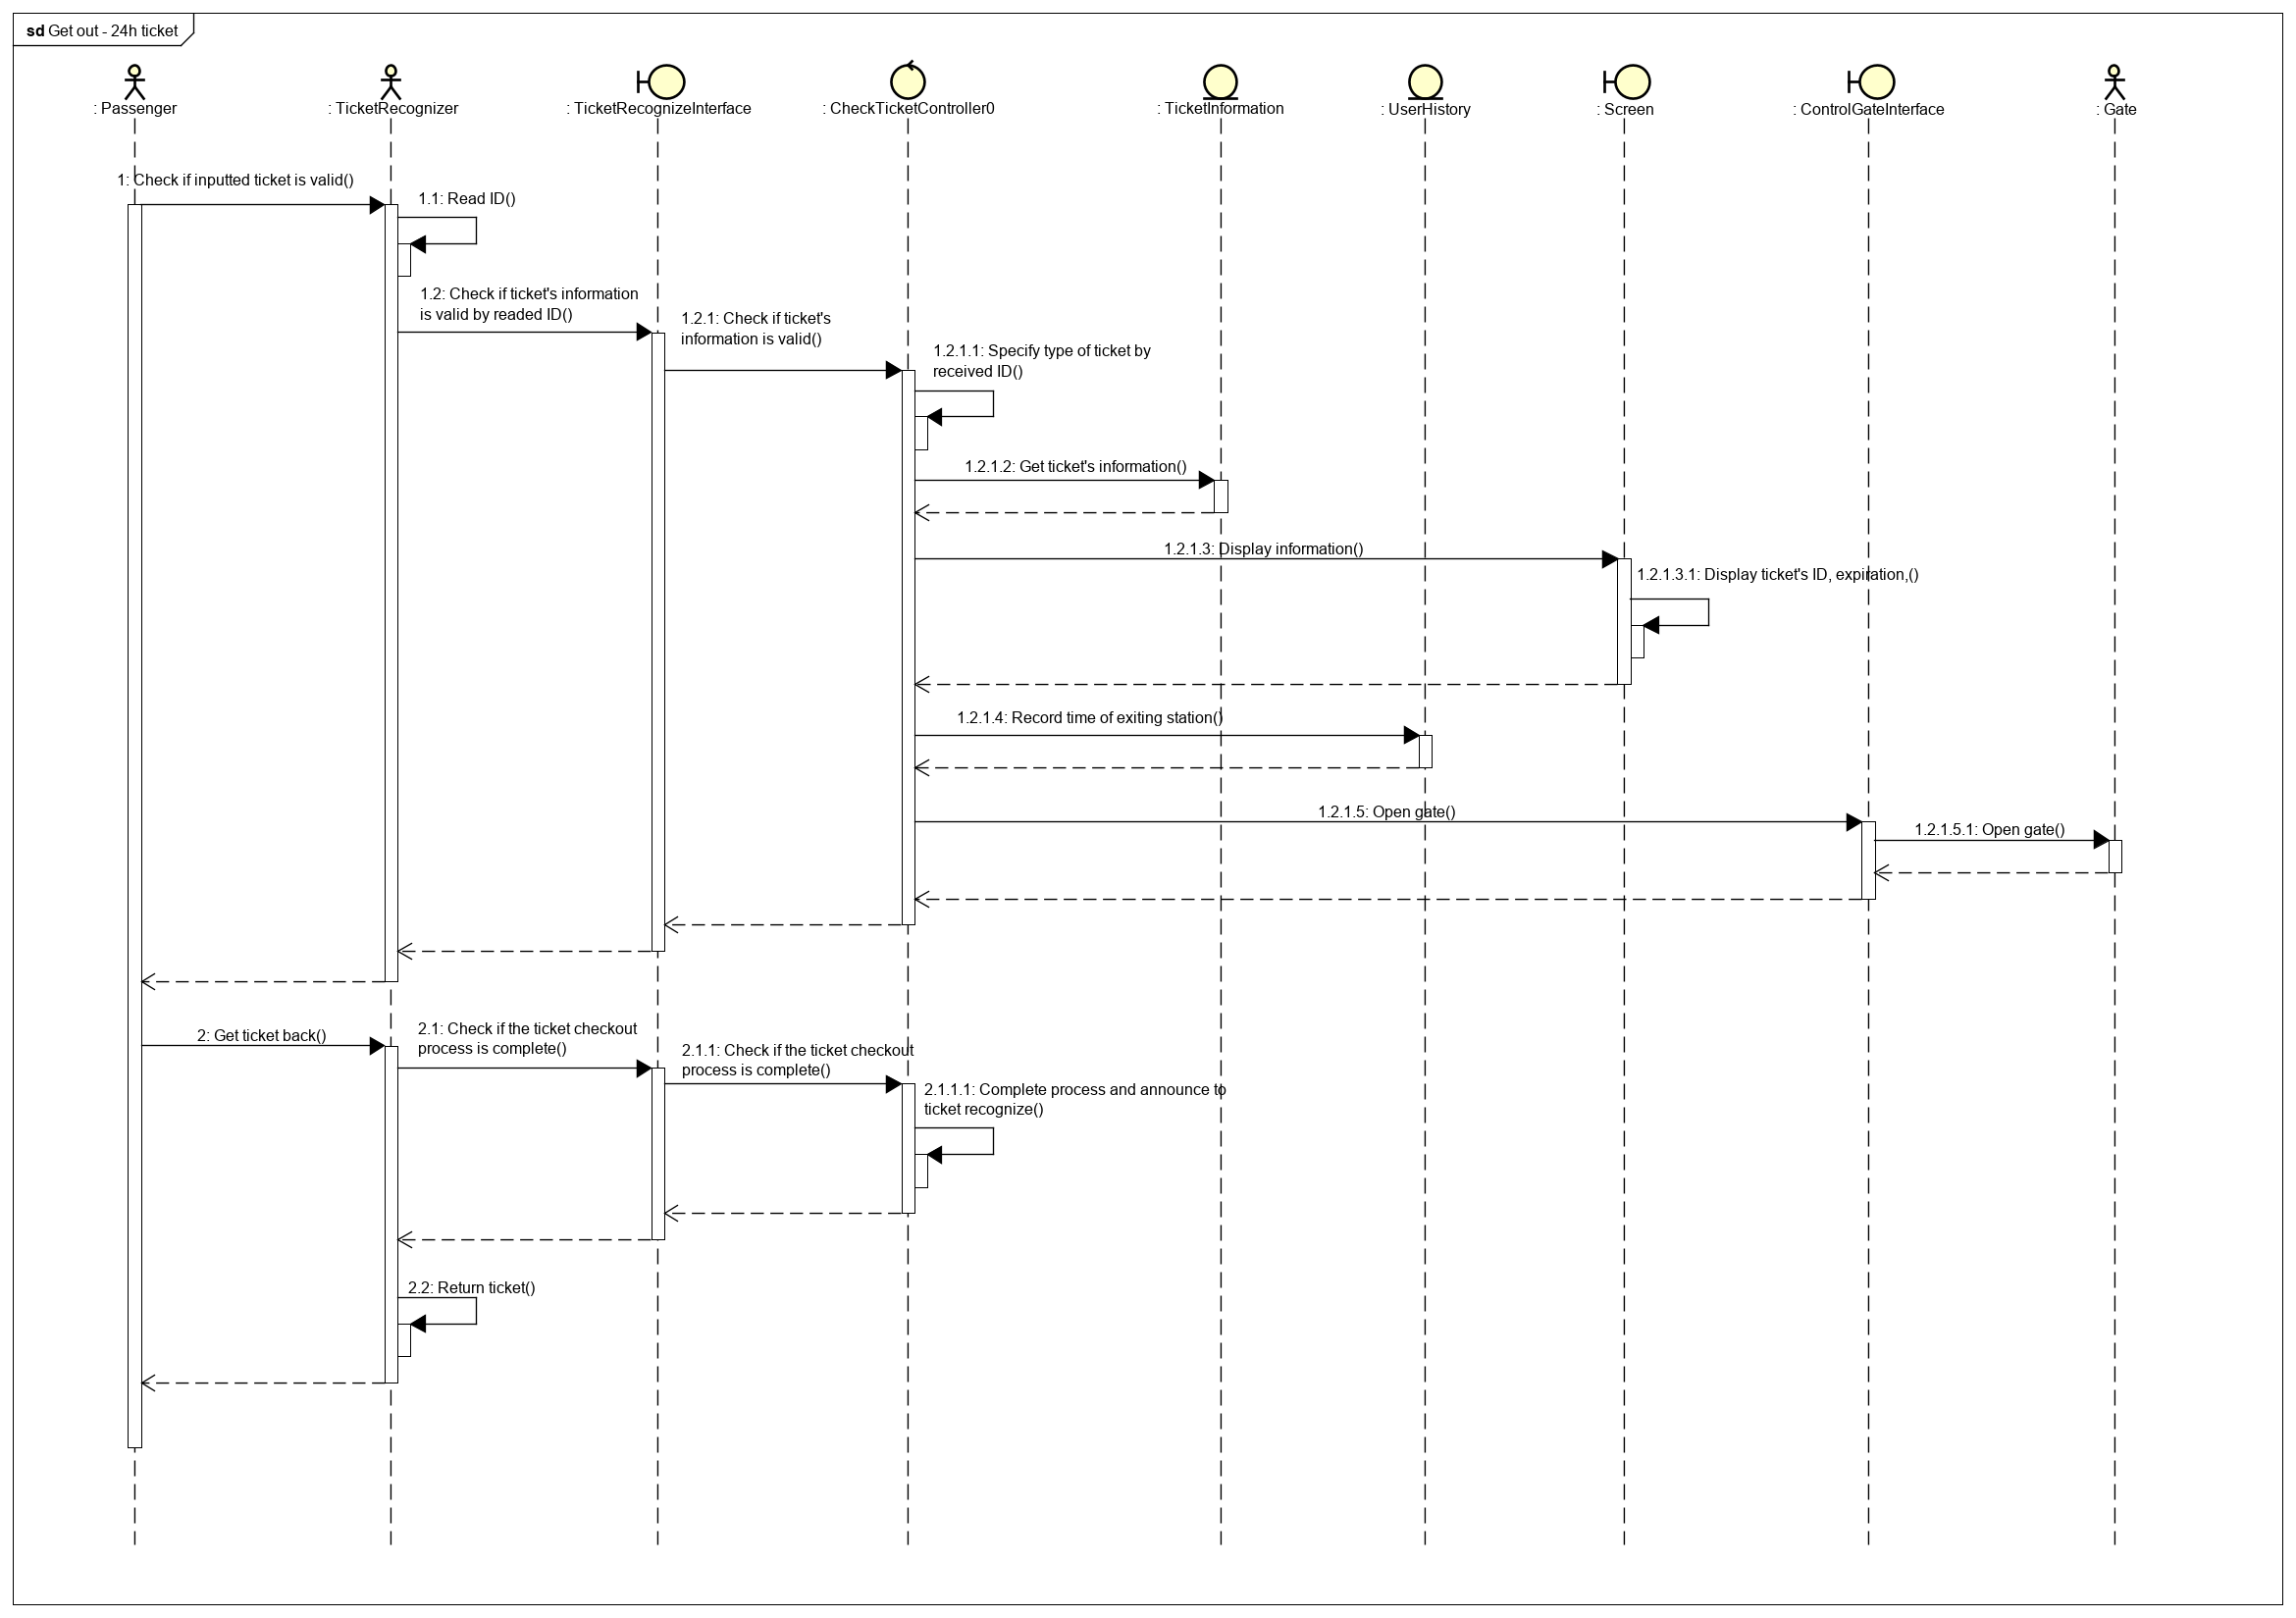 sd Get out - 24h ticket
: Passenger
: TicketRecognizer
: TicketRecognizeInterface
: CheckTicketController0
: TicketInformation
: UserHistory
: Screen
: ControlGateInterface
: Gate
1: Check if inputted ticket is valid()
1.1: Read ID()
1.2: Check if ticket's information
is valid by readed ID()
1.2.1: Check if ticket's
information is valid()
1.2.1.1: Specify type of ticket by
received ID()
1.2.1.2: Get ticket's information()
1.2.1.3: Display information()
1.2.1.3.1: Display ticket's ID, expiration,()
1.2.1.4: Record time of exiting station()
1.2.1.5: Open gate()
1.2.1.5.1: Open gate()
2: Get ticket back()
2.1: Check if the ticket checkout
process is complete()
2.1.1: Check if the ticket checkout
process is complete()
2.1.1.1: Complete process and announce to
ticket recognize()
2.2: Return ticket()